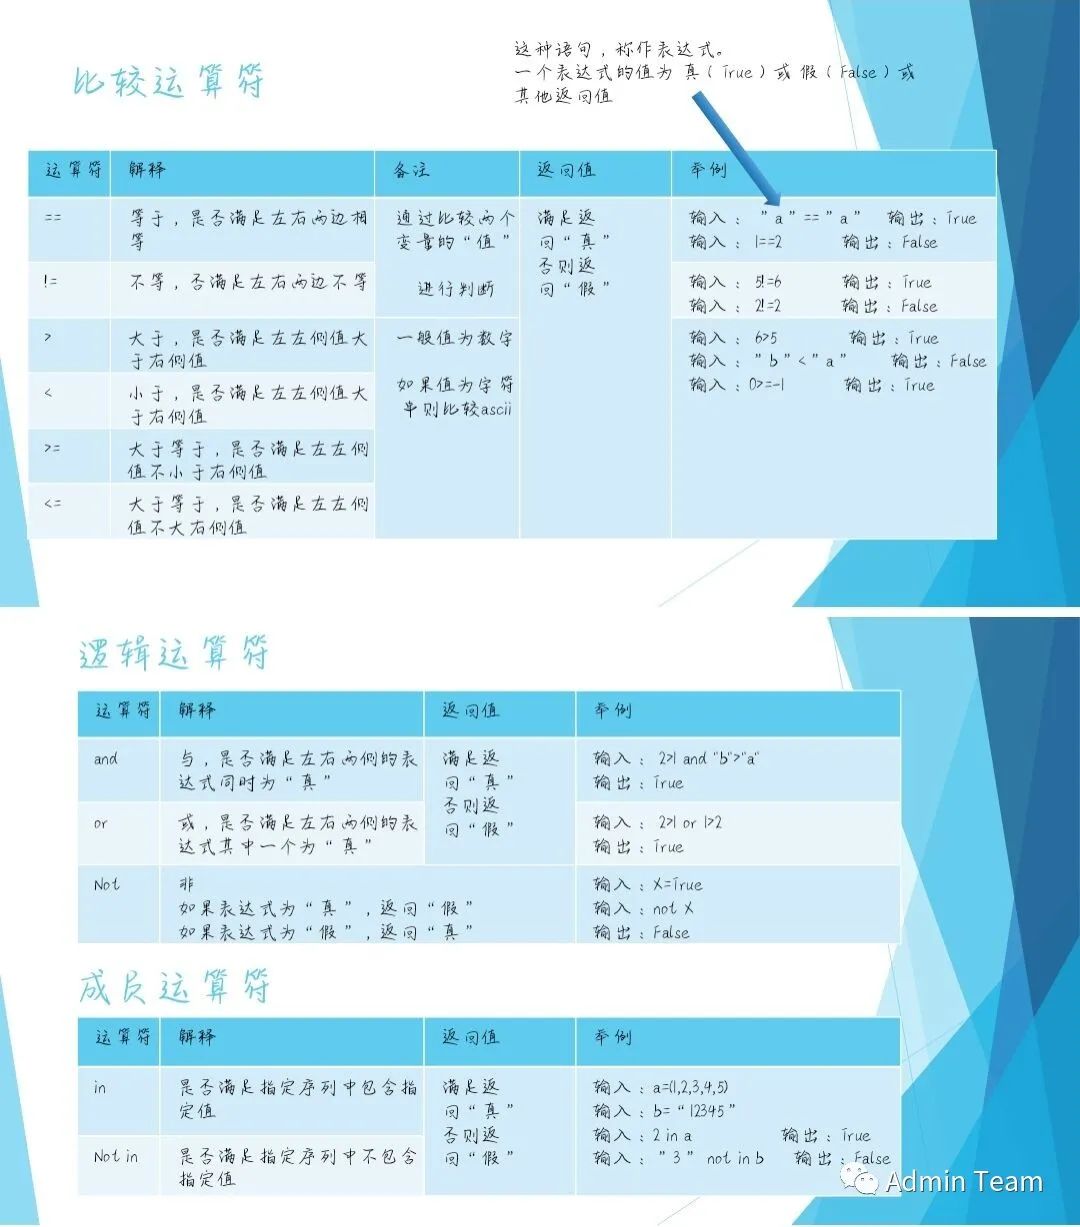 比较运算符
这种语句，称作表达式。
一个表达式的值为 真（True）或 假（False）或
其他返回值
运算符 解释 备注 返回值 举例
== 等于，是否满足左右两边相
等
通过比较两个
变量的“值”
进行判断
满足返
回“真”
否则返
回“假”
输入： ”a”==”a” 输出：True
输入： 1==2 输出：False
!= 不等，否满足左右两边不等
输入： 5!=6 输出：True
输入： 2!=2 输出：False
> 大于，是否满足左左侧值大
于右侧值
一般值为数字
如果值为字符
串则比较ascii
输入： 6>5 输出：True
输入： ”b”<”a” 输出：False
输入：0>=-1 输出：True
< 小于，是否满足左左侧值大
于右侧值
>= 大于等于，是否满足左左侧
值不小于右侧值
<= 大于等于，是否满足左左侧
值不大右侧值
逻辑运算符
运算符 解释 返回值 举例
and 与，是否满足左右两侧的表
达式同时为“真”
满足返
回“真”
否则返
回“假”
输入： 2>1 and "b">"a"
输出：True
or 或，是否满足左右两侧的表
达式其中一个为“真”
输入： 2>1 or 1>2
输出：True
Not 非
如果表达式为“真”，返回“假”
如果表达式为“假”，返回“真”
输入：X=True
输入：not X
输出：False
成员运算符
运算符 解释 返回值 举例
in 是否满足指定序列中包含指
定值
满足返
回“真”
否则返
回“假”
输入：a=(1,2,3,4,5)
输入：b=“12345”
输入：2 in a 输出：True
输入：”3” not in b 输出：False
Not in 是否满足指定序列中不包含
指定值
Admin Team